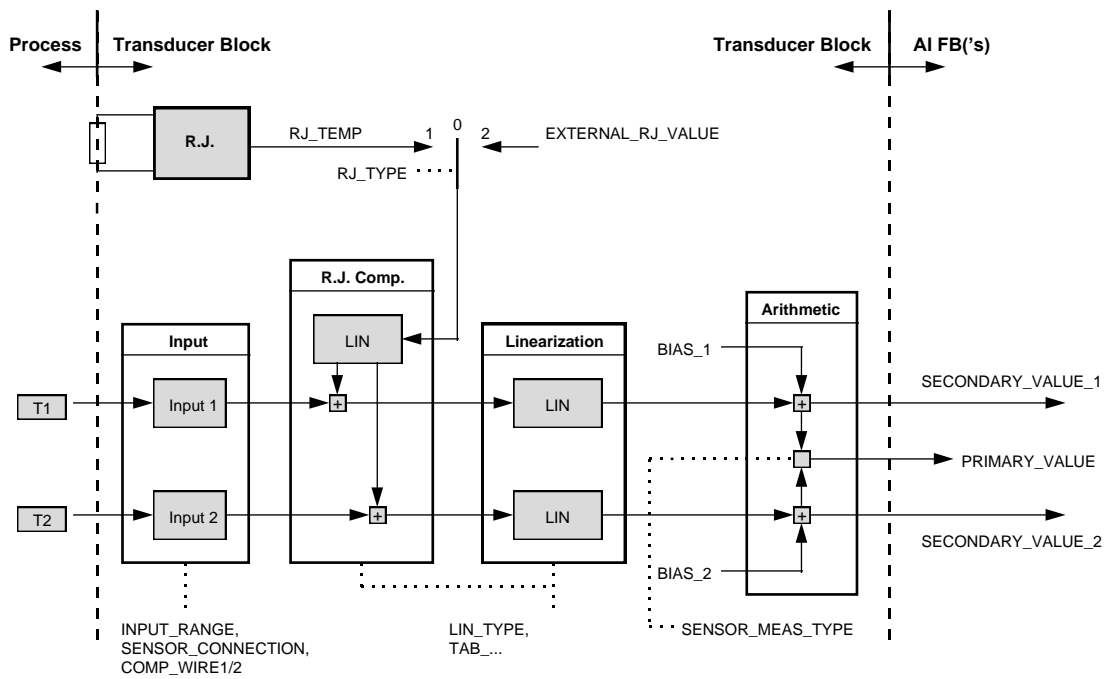 Process
Transducer Block
Transducer Block
AI FB('s)
R.J.
RJ_TEMP
1
0
2
EXTERNAL_RJ_VALUE
RJ_TYPE
R.J. Comp.
LIN
Input
Linearization
Arithmetic
BIAS_1
T1
Input 1
+
LIN
+
SECONDARY_VALUE_1
PRIMARY_VALUE
T2
Input 2
+
LIN
+
SECONDARY_VALUE_2
BIAS_2
INPUT_RANGE,
SENSOR_CONNECTION,
COMP_WIRE1/2
LIN_TYPE,
TAB_...
SENSOR_MEAS_TYPE